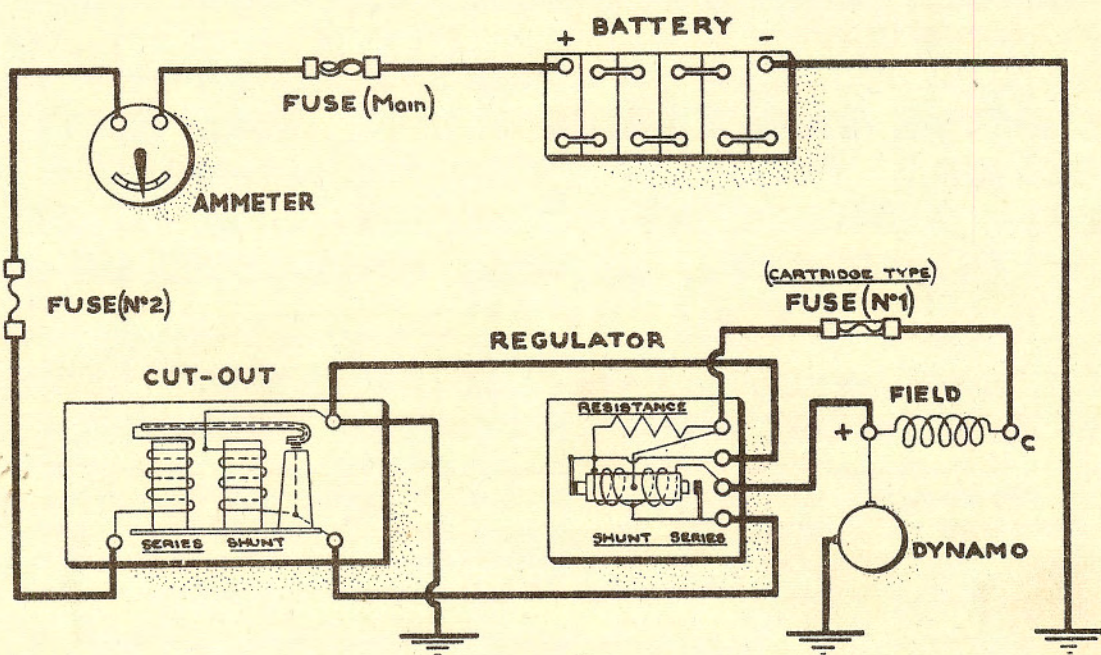 BATTERY
+ -
FUSE (Main)
AMMETER
FUSE (Nº2)
(CARTRIDGE TYPE)
FUSE (Nº1)
REGULATOR
CUT-OUT
FIELD
RESISTANCE
+
C
SERIES SHUNT
SHUNT SERIES
DYNAMO